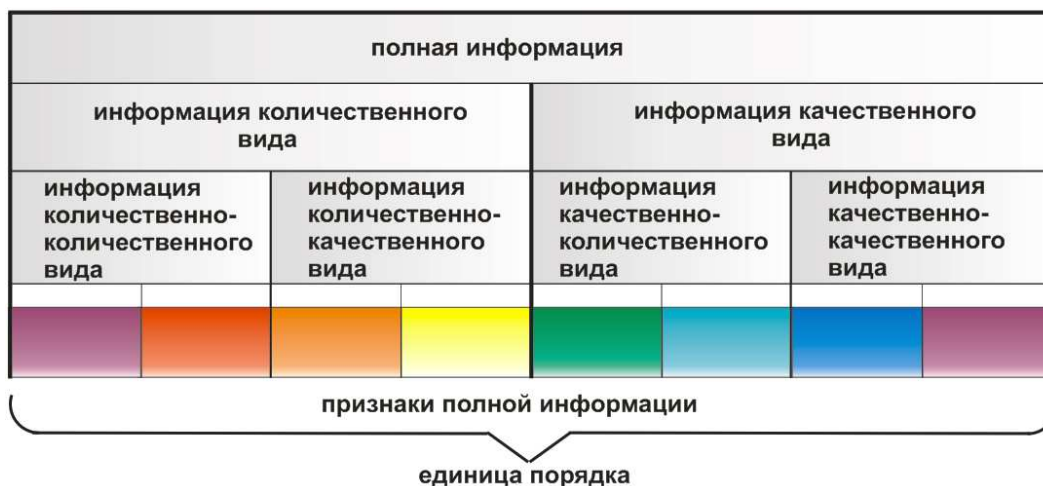 полная информация
информация количественного
вида
информация качественного
вида
информация
количественно-
количественного
вида
информация
количественно-
качественного
вида
информация
качественно-
количественного
вида
информация
качественно-
качественного
вида
признаки полной информации
единица порядка